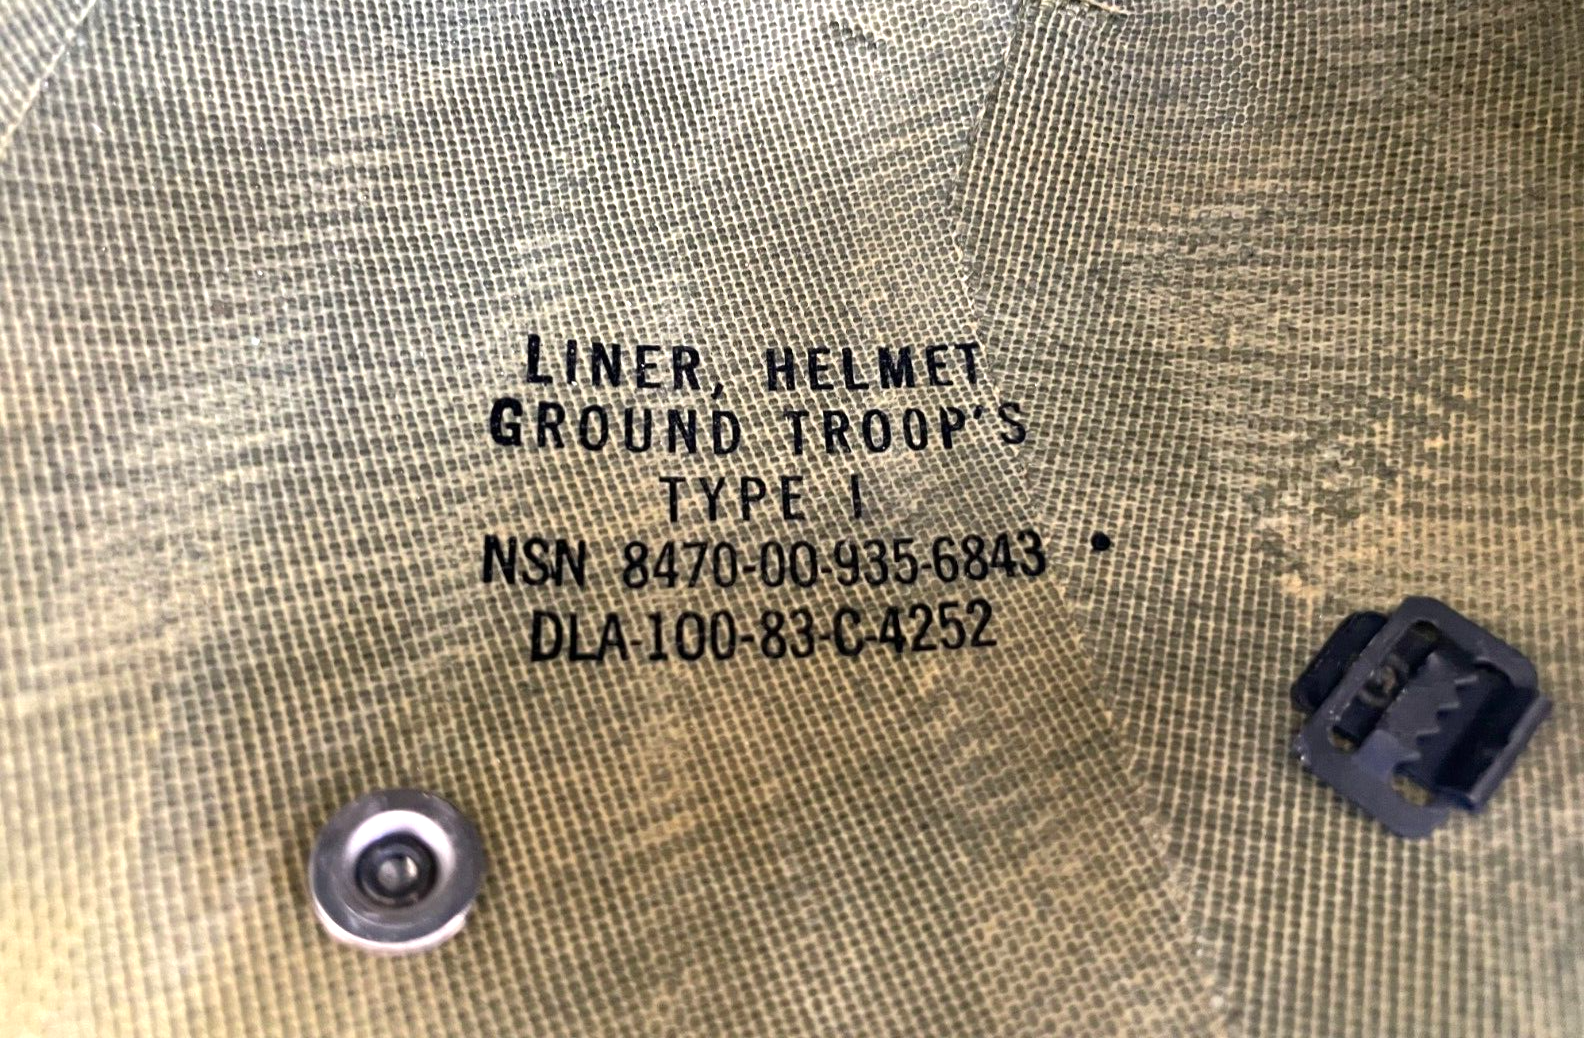 LINER, HELMET
GROUND TROOP'S
TYPE I
NSN 8470-00-935-6843
DLA-100-83-C-4252